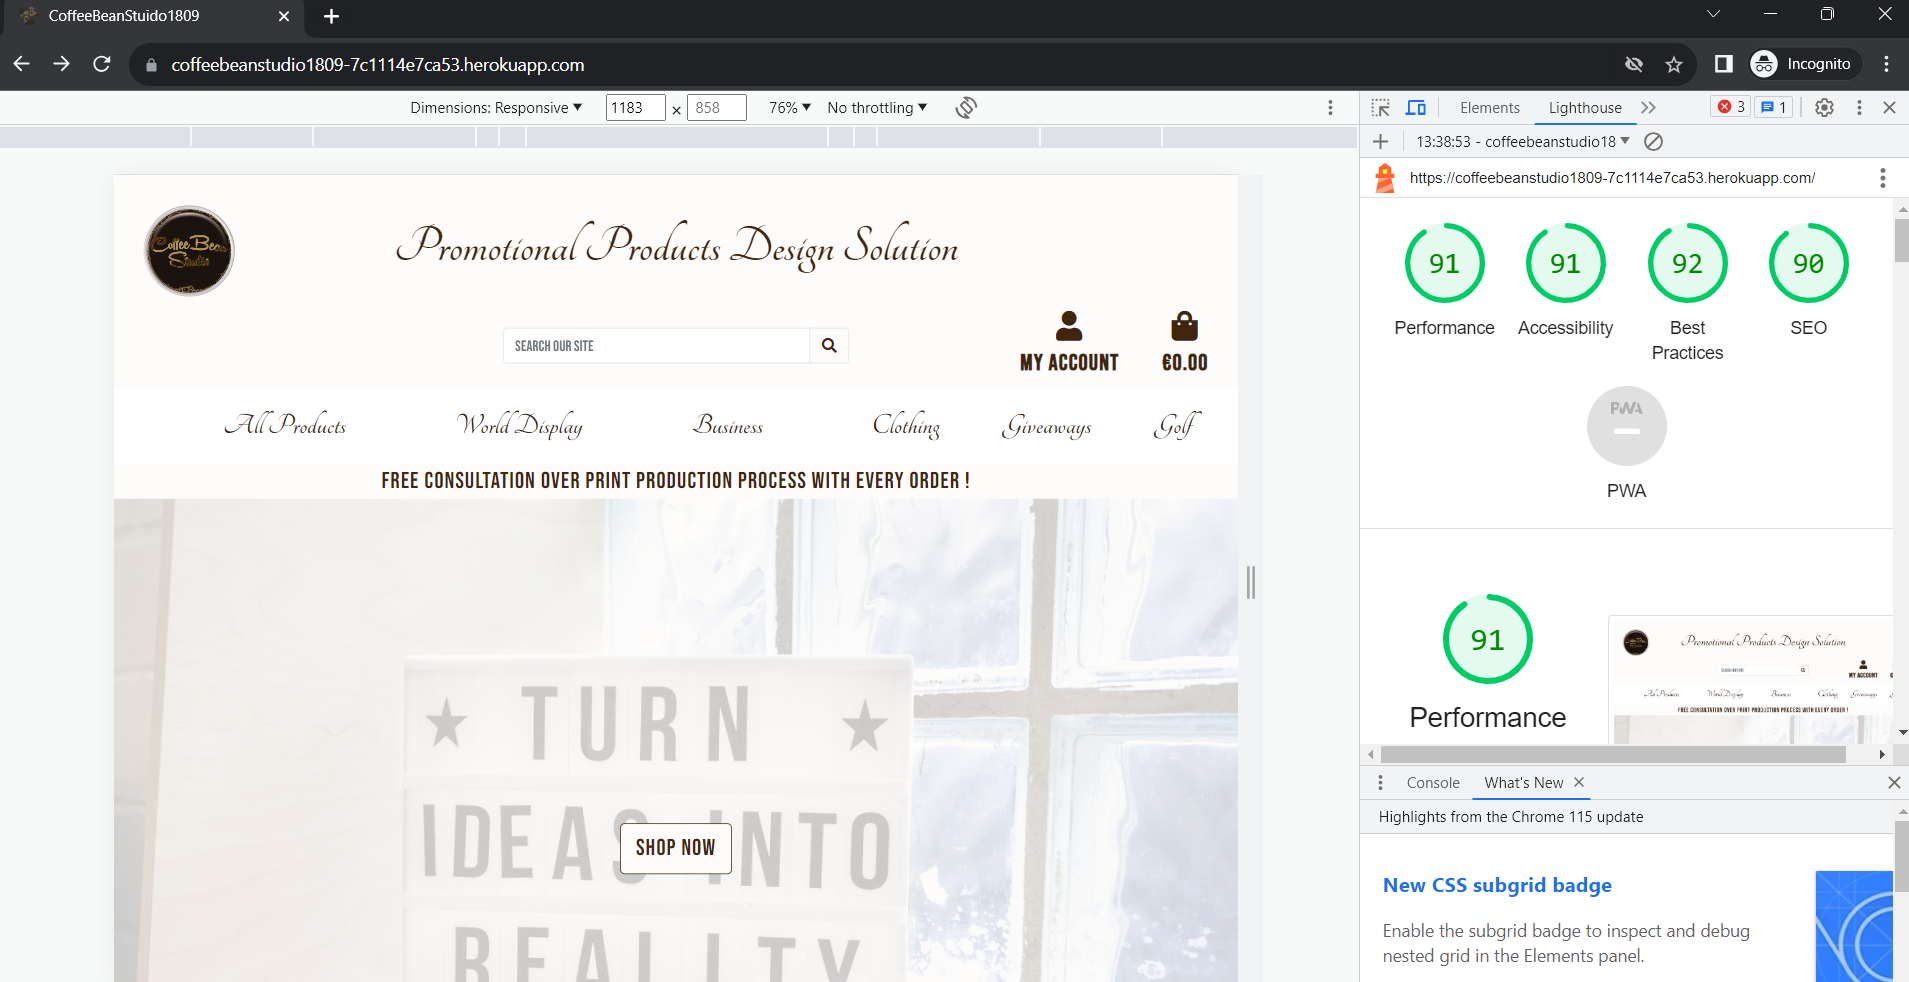 CoffeeBeanStuido1809
coffeebeanstudio1809-7c1114e7ca53.herokuapp.com
Incognito
Dimensions: Responsive
1183 × 858
76%
No throttling
Elements
Lighthouse
3
1
13:38:53 - coffeebeanstudio18
https://coffeebeanstudio1809-7c1114e7ca53.herokuapp.com/
Promotional Products Design Solution
SEARCH OUR SITE
MY ACCOUNT
€0.00
All Products
World Display
Business
Clothing
Giveaways
Golf
FREE CONSULTATION OVER PRINT PRODUCTION PROCESS WITH EVERY ORDER !
TURN
IDEAS INTO
REALITY
SHOP NOW
91
Performance
91
Accessibility
92
Best
Practices
90
SEO
PWA
PWA
91
Performance
Promotional Products Design Solution
MY ACCOUNT
All Products
World Display
Business
Clothing
Giveaways
FREE CONSULTATION OVER PRINT PRODUCTION PROCESS WITH EVERY ORDER !
Console
What's New
Highlights from the Chrome 115 update
New CSS subgrid badge
Enable the subgrid badge to inspect and debug
nested grid in the Elements panel.